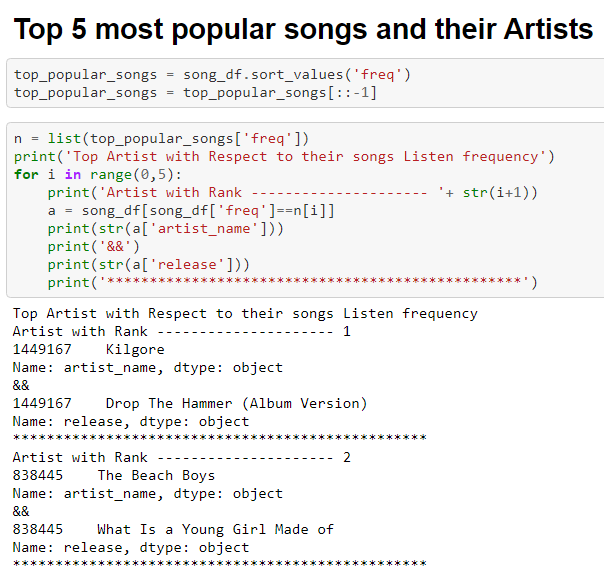 Top 5 most popular songs and their Artists
top_popular_songs = song_df.sort_values('freq')
top_popular_songs = top_popular_songs[::-1]
n = list(top_popular_songs['freq'])
print('Top Artist with Respect to their songs Listen frequency')
for i in range(0,5):
    print('Artist with Rank --------------------- '+ str(i+1))
    a = song_df[song_df['freq']==n[i]]
    print(str(a['artist_name']))
    print('&&')
    print(str(a['release']))
    print('*************************************************')
Top Artist with Respect to their songs Listen frequency
Artist with Rank --------------------- 1
1449167    Kilgore
Name: artist_name, dtype: object
&&
1449167    Drop The Hammer (Album Version)
Name: release, dtype: object
*************************************************
Artist with Rank --------------------- 2
838445    The Beach Boys
Name: artist_name, dtype: object
&&
838445    What Is a Young Girl Made of
Name: release, dtype: object
*************************************************